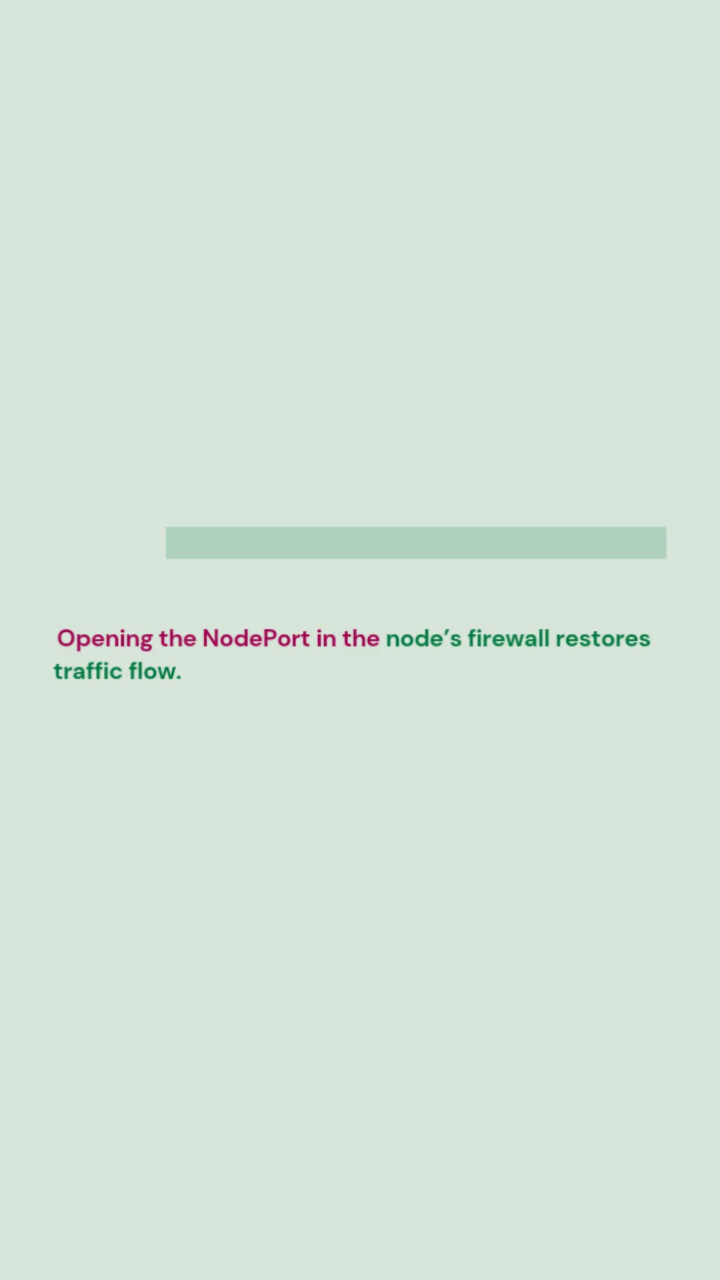 Opening the NodePort in the node’s firewall restores
traffic flow.